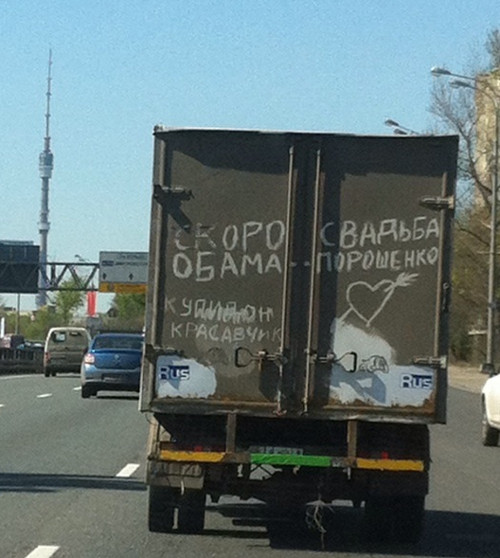 СКОРО СВАДЬБА
ОБАМА -- ПОРОШЕНКО
КУПИДОН
КРАСАВЧИК
RUS RUS